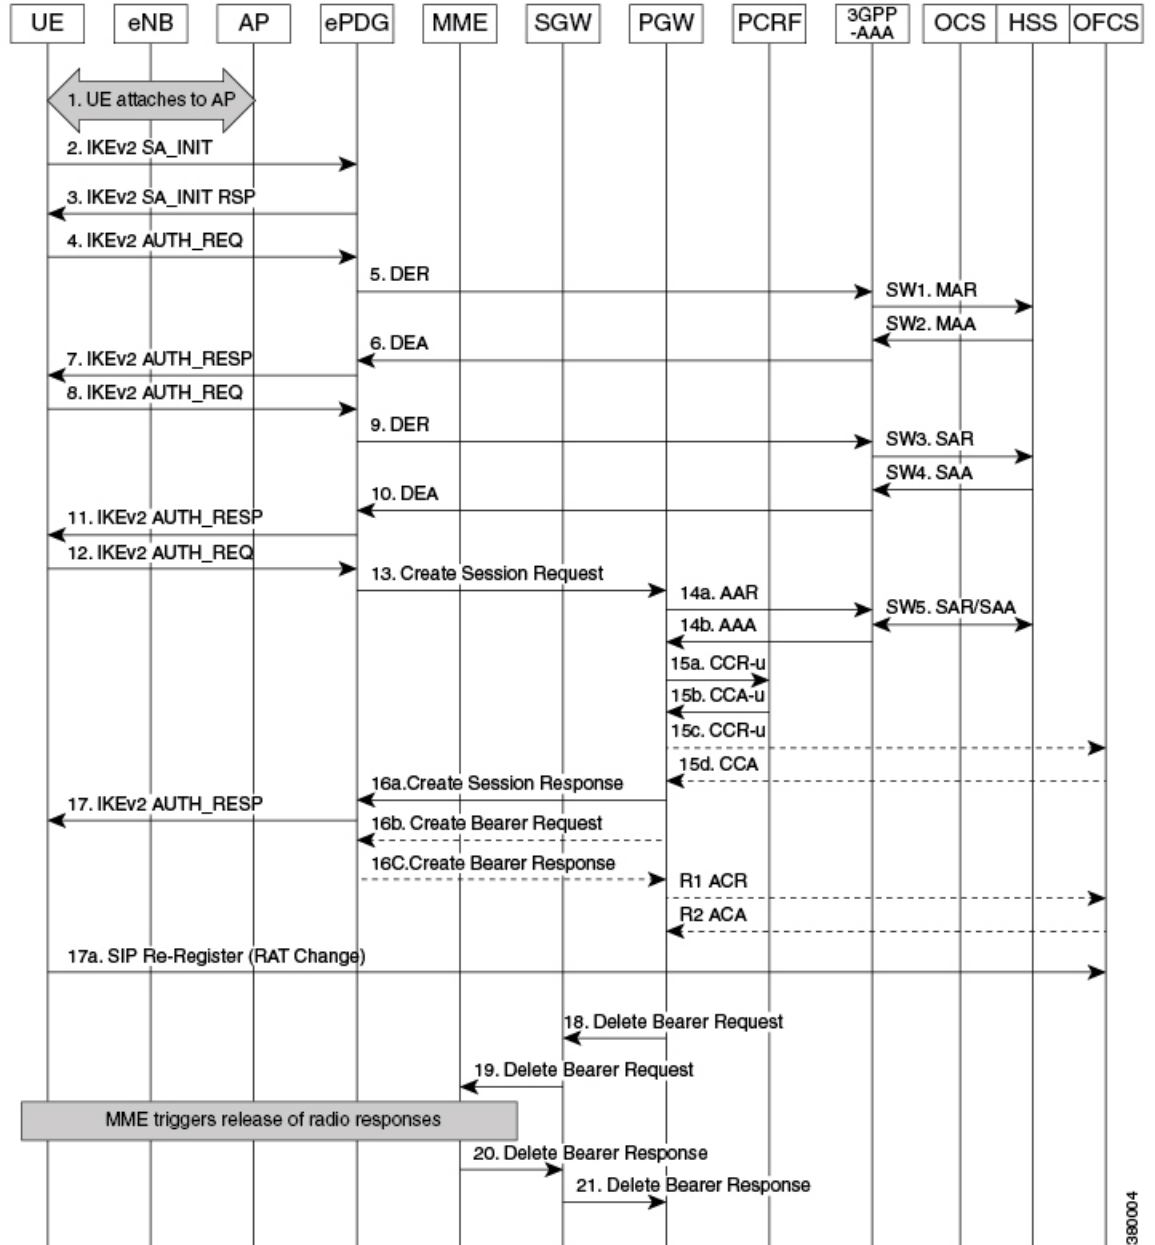 UE
eNB
AP
ePDG
MME
SGW
PGW
PCRF
3GPP
-AAA
OCS
HSS
OFCS
1. UE attaches to AP
2. IKEv2 SA_INIT
3. IKEv2 SA_INIT RSP
4. IKEv2 AUTH_REQ
5. DER
SW1. MAR
SW2. MAA
6. DEA
7. IKEv2 AUTH_RESP
8. IKEv2 AUTH_REQ
9. DER
SW3. SAR
SW4. SAA
10. DEA
11. IKEv2 AUTH_RESP
12. IKEv2 AUTH_REQ
13. Create Session Request
14a. AAR
SW5. SAR/SAA
14b. AAA
15a. CCR-u
15b. CCA-u
15c. CCR-u
15d. CCA
16a.Create Session Response
17. IKEv2 AUTH_RESP
16b. Create Bearer Request
16C.Create Bearer Response
R1 ACR
R2 ACA
17a. SIP Re-Register (RAT Change)
18. Delete Bearer Request
19. Delete Bearer Request
MME triggers release of radio responses
20. Delete Bearer Response
21. Delete Bearer Response
380004